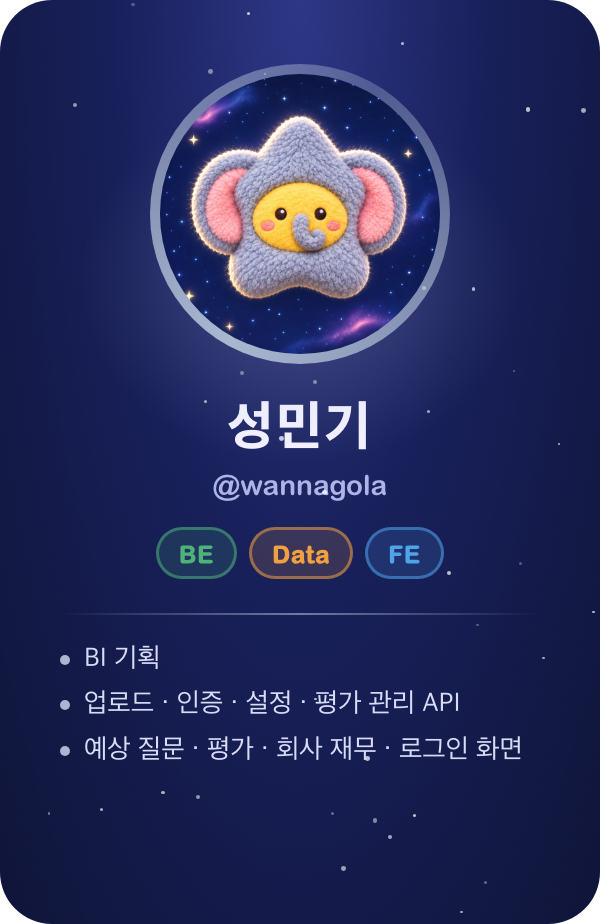 성민기
@wannagola
BE Data FE
• BI 기획
• 업로드 · 인증 · 설정 · 평가 관리 API
• 예상 질문 · 평가 · 회사 재무 · 로그인 화면